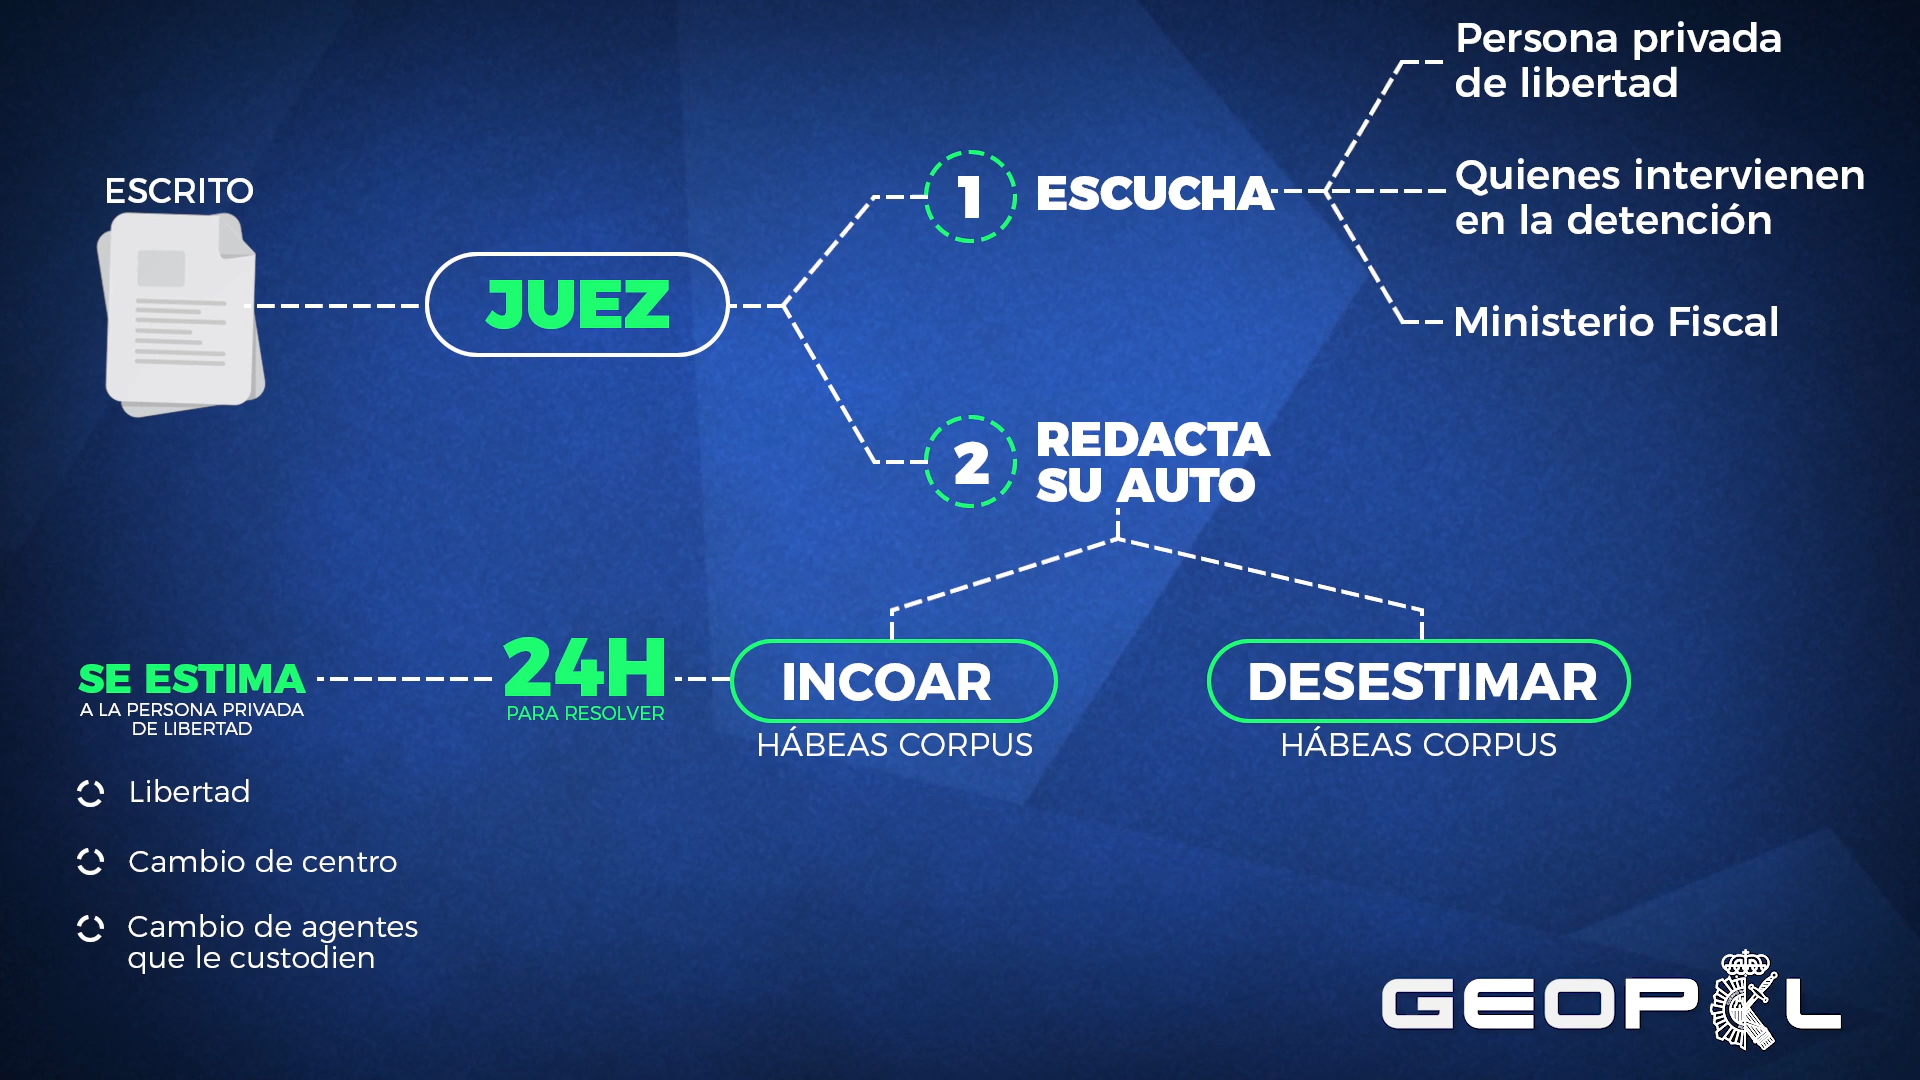 ESCRITO
JUEZ
1
ESCUCHA
Persona privada
de libertad
Quienes intervienen
en la detención
Ministerio Fiscal
2
REDACTA
SU AUTO
INCOAR
HÁBEAS CORPUS
DESESTIMAR
HÁBEAS CORPUS
24H
PARA RESOLVER
SE ESTIMA
A LA PERSONA PRIVADA
DE LIBERTAD
Libertad
Cambio de centro
Cambio de agentes
que le custodien
GEOPOL